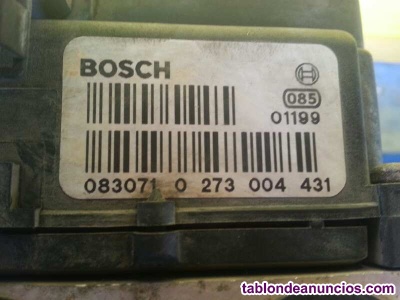 BOSCH
085
01199
083071 0 273 004 431
tablondeanuncios.com